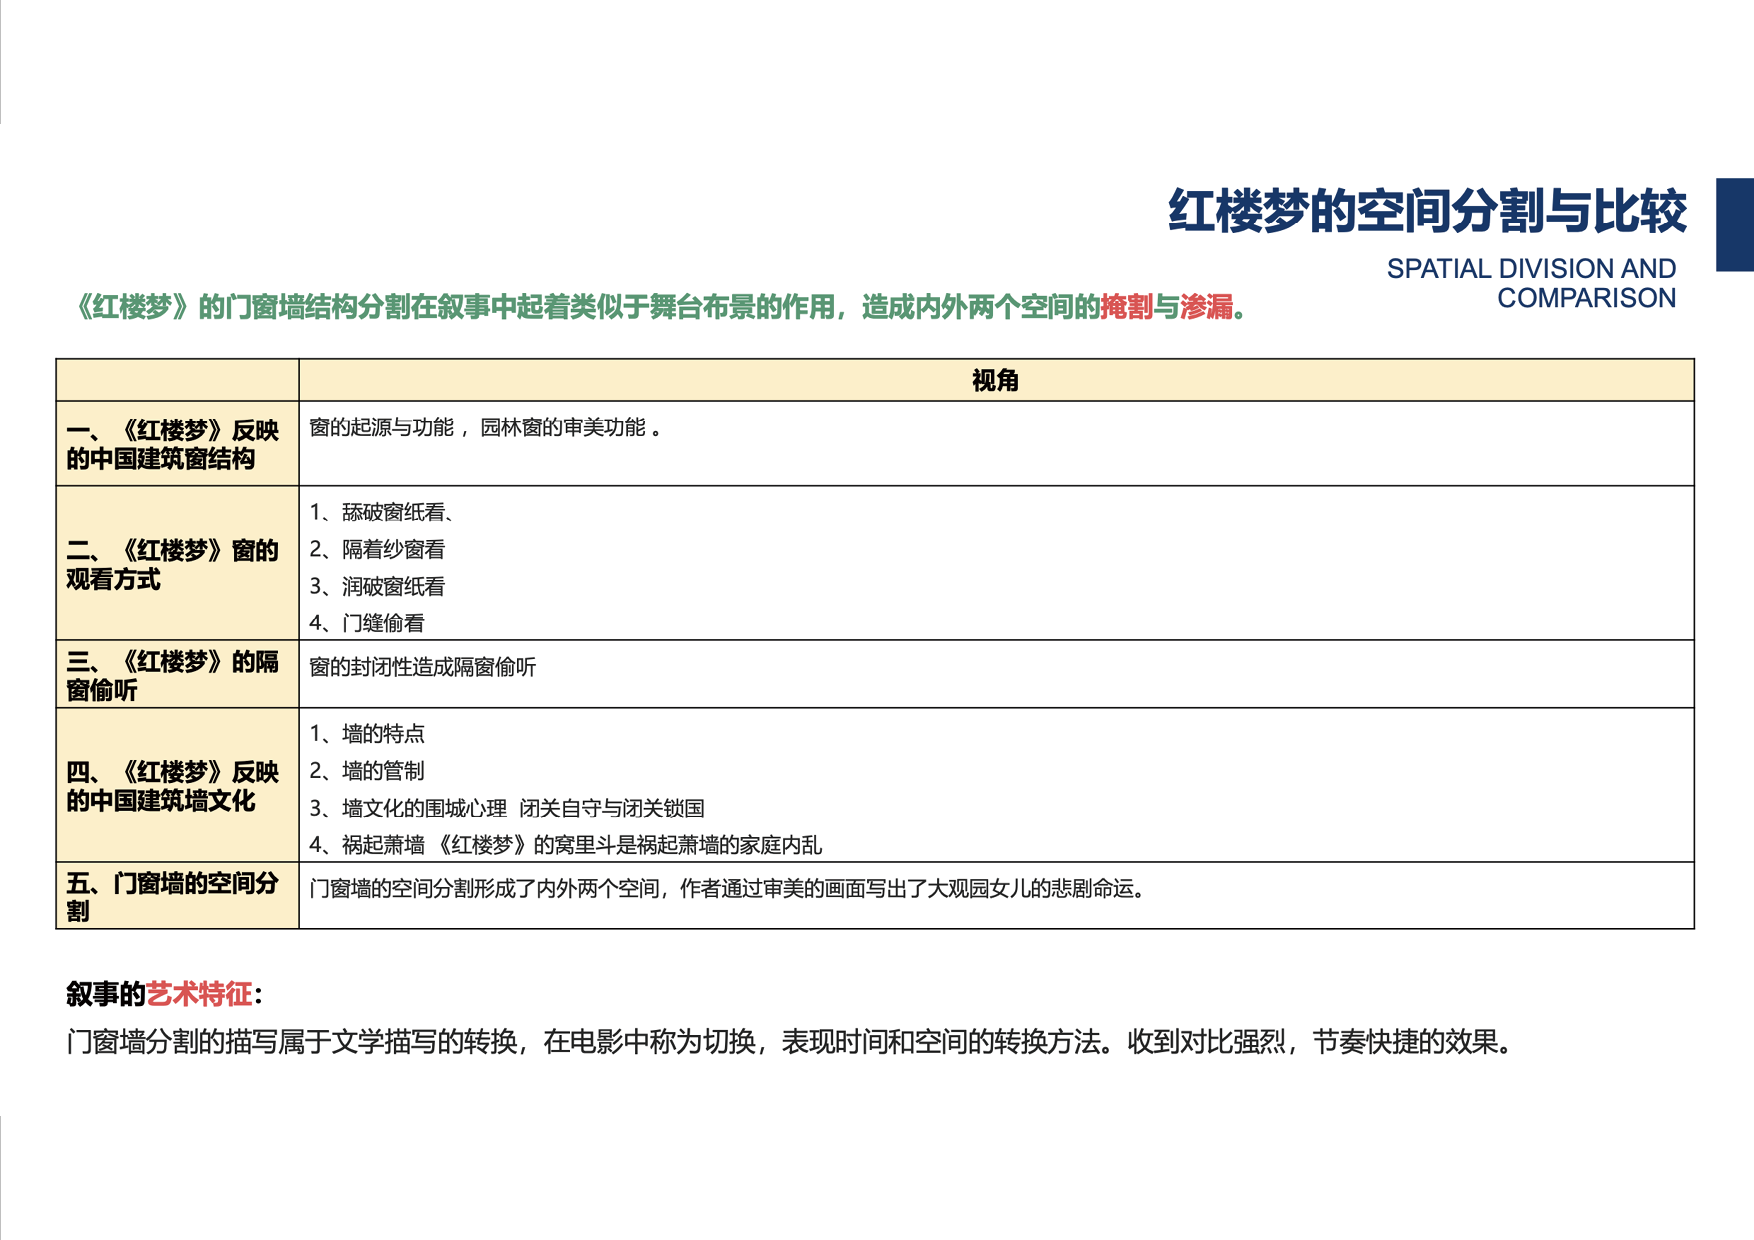 红楼梦的空间分割与比较
SPATIAL DIVISION AND
COMPARISON
《红楼梦》的门窗墙结构分割在叙事中起着类似于舞台布景的作用，造成内外两个空间的掩割与渗漏。
视角
一、《红楼梦》反映
的中国建筑窗结构
窗的起源与功能 ，园林窗的审美功能 。
二、《红楼梦》窗的
观看方式
1、舔破窗纸看、
2、隔着纱窗看
3、润破窗纸看
4、门缝偷看
三、《红楼梦》的隔
窗偷听
窗的封闭性造成隔窗偷听
四、《红楼梦》反映
的中国建筑墙文化
1、墙的特点
2、墙的管制
3、墙文化的围城心理 闭关自守与闭关锁国
4、祸起萧墙 《红楼梦》的窝里斗是祸起萧墙的家庭内乱
五、门窗墙的空间分
割
门窗墙的空间分割形成了内外两个空间，作者通过审美的画面写出了大观园女儿的悲剧命运。
叙事的艺术特征：
门窗墙分割的描写属于文学描写的转换，在电影中称为切换，表现时间和空间的转换方法。收到对比强烈，节奏快捷的效果。